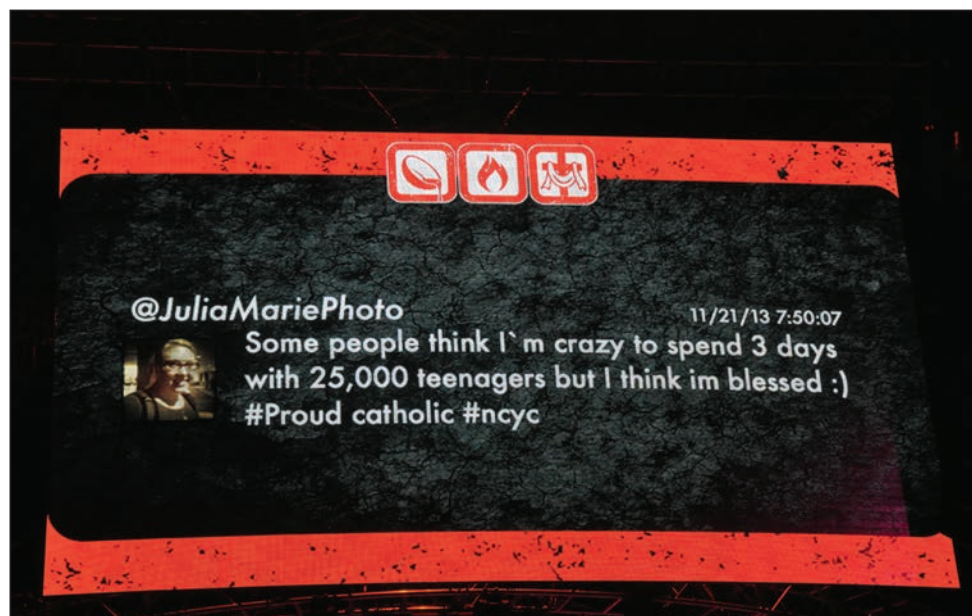 @JuliaMariePhoto
11/21/13 7:50:07
Some people think I`m crazy to spend 3 days
with 25,000 teenagers but I think im blessed :)
#Proud catholic #ncyc